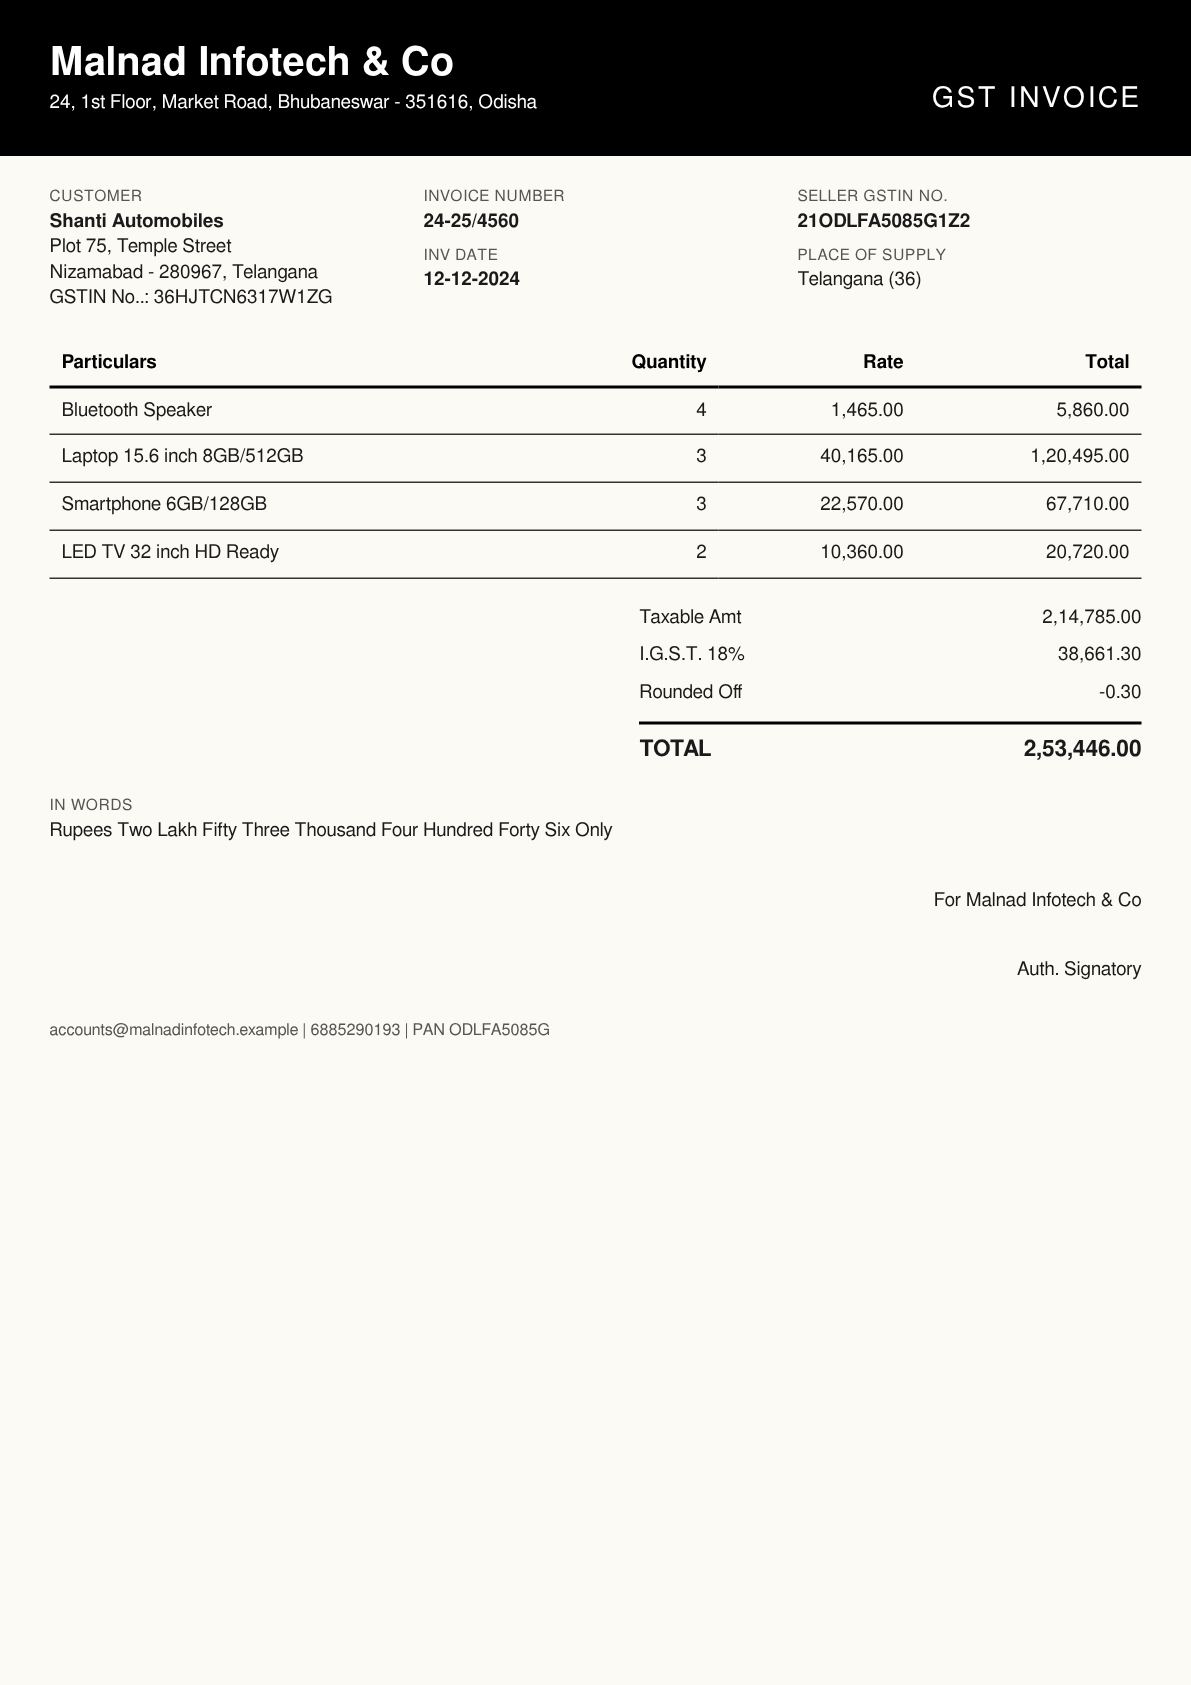 Malnad Infotech & Co
24, 1st Floor, Market Road, Bhubaneswar - 351616, Odisha
GST INVOICE
CUSTOMER
Shanti Automobiles
Plot 75, Temple Street
Nizamabad - 280967, Telangana
GSTIN No..: 36HJTCN6317W1ZG
INVOICE NUMBER
24-25/4560
INV DATE
12-12-2024
SELLER GSTIN NO.
21ODLFA5085G1Z2
PLACE OF SUPPLY
Telangana (36)
Particulars Quantity Rate Total
Bluetooth Speaker 4 1,465.00 5,860.00
Laptop 15.6 inch 8GB/512GB 3 40,165.00 1,20,495.00
Smartphone 6GB/128GB 3 22,570.00 67,710.00
LED TV 32 inch HD Ready 2 10,360.00 20,720.00
Taxable Amt 2,14,785.00
I.G.S.T. 18% 38,661.30
Rounded Off -0.30
TOTAL 2,53,446.00
IN WORDS
Rupees Two Lakh Fifty Three Thousand Four Hundred Forty Six Only
For Malnad Infotech & Co
Auth. Signatory
accounts@malnadinfotech.example | 6885290193 | PAN ODLFA5085G